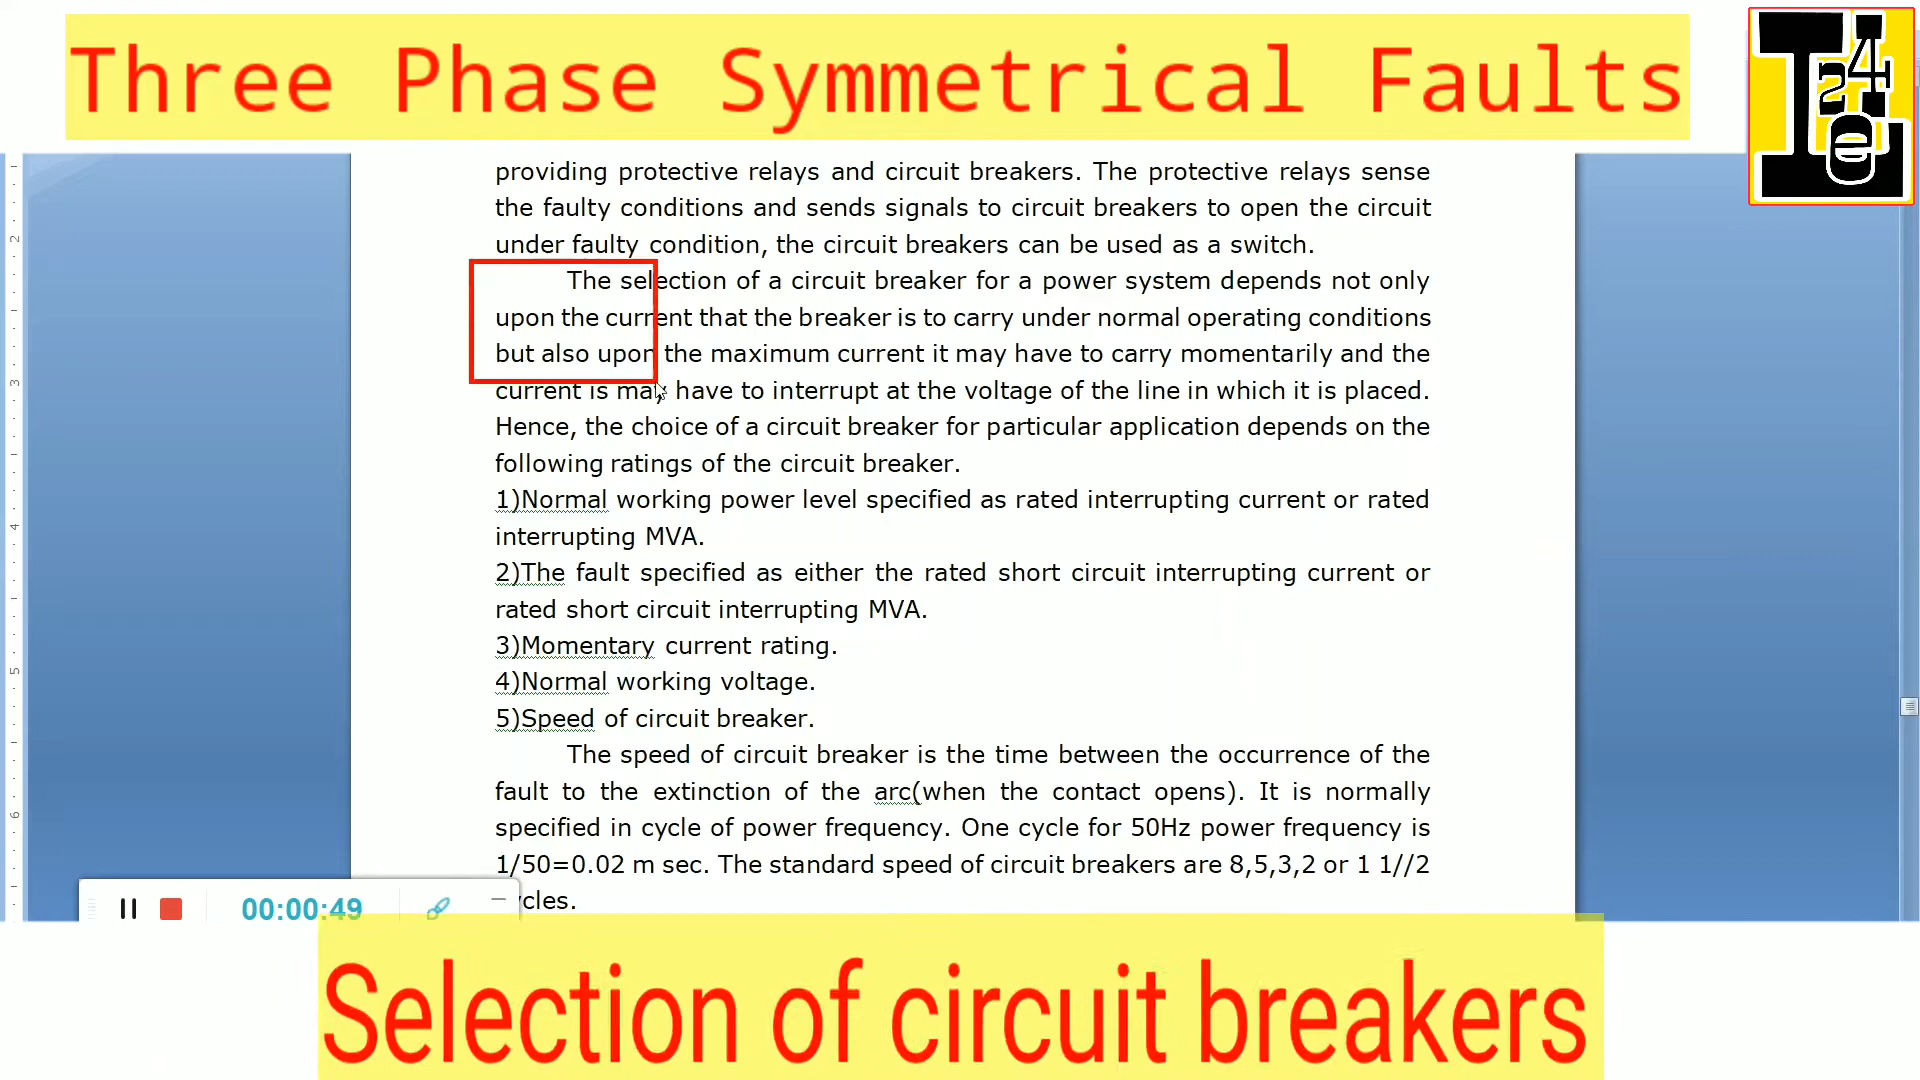 Three Phase Symmetrical Faults
L24e
providing protective relays and circuit breakers. The protective relays sense
the faulty conditions and sends signals to circuit breakers to open the circuit
under faulty condition, the circuit breakers can be used as a switch.
The selection of a circuit breaker for a power system depends not only
upon the current that the breaker is to carry under normal operating conditions
but also upon the maximum current it may have to carry momentarily and the
current is may have to interrupt at the voltage of the line in which it is placed.
Hence, the choice of a circuit breaker for particular application depends on the
following ratings of the circuit breaker.
1)Normal working power level specified as rated interrupting current or rated
interrupting MVA.
2)The fault specified as either the rated short circuit interrupting current or
rated short circuit interrupting MVA.
3)Momentary current rating.
4)Normal working voltage.
5)Speed of circuit breaker.
The speed of circuit breaker is the time between the occurrence of the
fault to the extinction of the arc(when the contact opens). It is normally
specified in cycle of power frequency. One cycle for 50Hz power frequency is
1/50=0.02 m sec. The standard speed of circuit breakers are 8,5,3,2 or 1 1//2
ycles.
2
3
4
5
6
00:00:49
Selection of circuit breakers